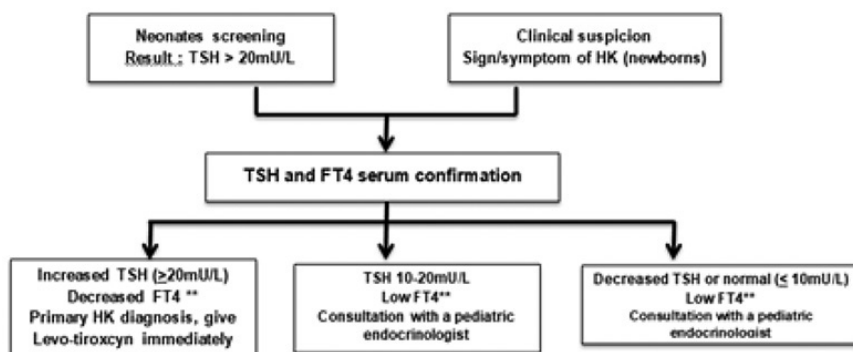 Neonates screening
Result : TSH > 20mU/L
Clinical suspicion
Sign/symptom of HK (newborns)
TSH and FT4 serum confirmation
Increased TSH (≥20mU/L)
Decreased FT4 **
Primary HK diagnosis, give
Levo-tiroxcyn immediately
TSH 10-20mU/L
Low FT4**
Consultation with a pediatric
endocrinologist
Decreased TSH or normal (≤ 10mU/L)
Low FT4**
Consultation with a pediatric
endocrinologist